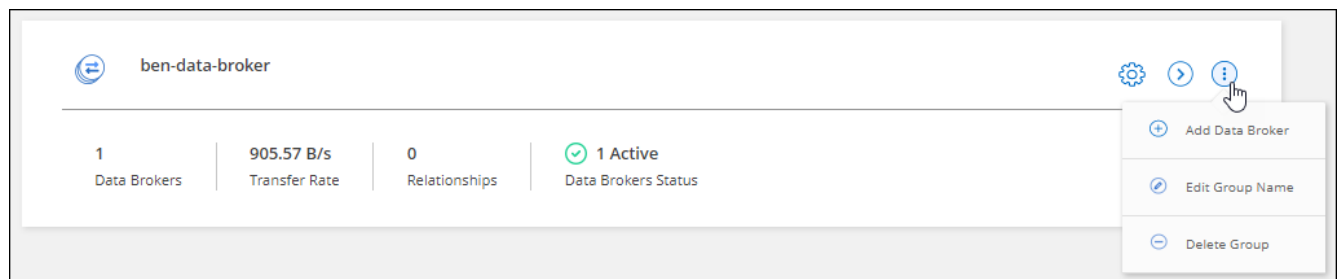 ben-data-broker
1 905.57 B/s 0 1 Active
Data Brokers Transfer Rate Relationships Data Brokers Status
Add Data Broker
Edit Group Name
Delete Group